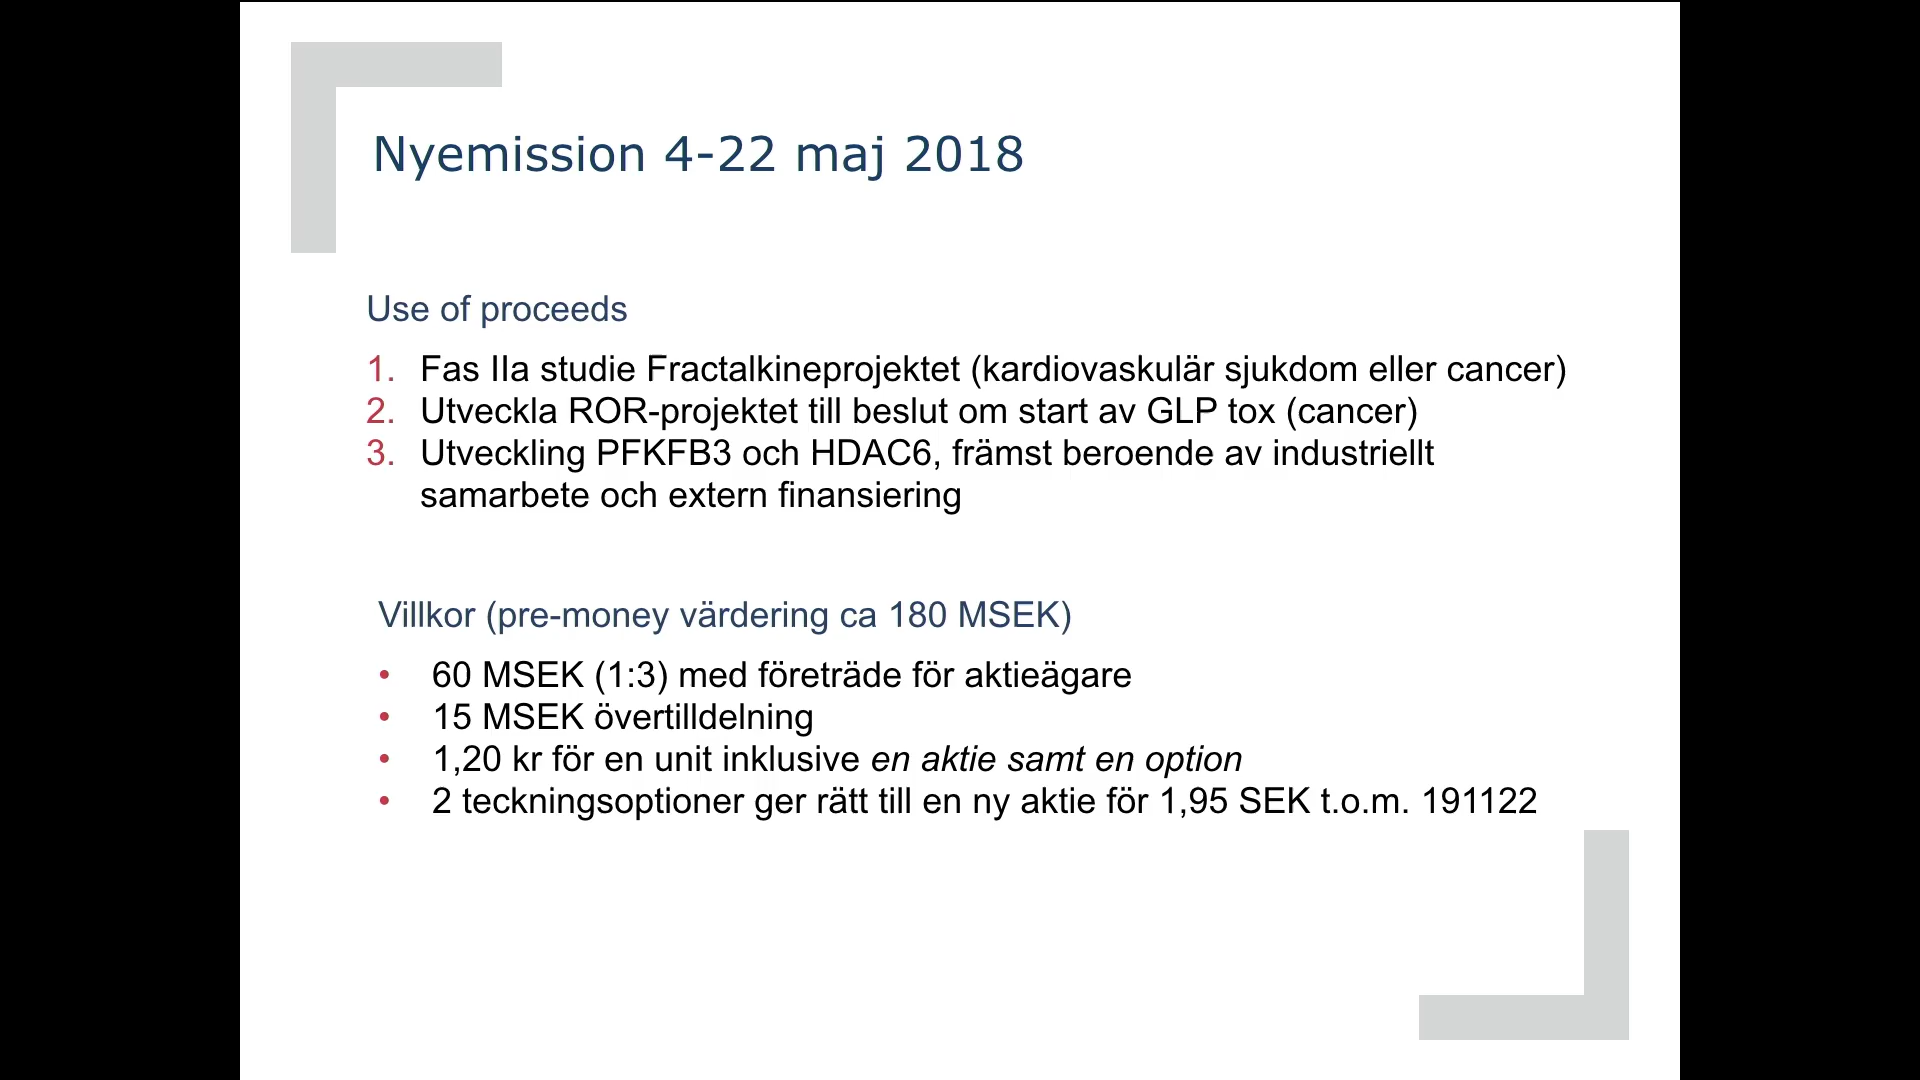 Nyemission 4-22 maj 2018
Use of proceeds
1. Fas IIa studie Fractalkineprojektet (kardiovaskulär sjukdom eller cancer)
2. Utveckla ROR-projektet till beslut om start av GLP tox (cancer)
3. Utveckling PFKFB3 och HDAC6, främst beroende av industriellt
samarbete och extern finansiering
Villkor (pre-money värdering ca 180 MSEK)
• 60 MSEK (1:3) med företräde för aktieägare
• 15 MSEK övertilldelning
• 1,20 kr för en unit inklusive en aktie samt en option
• 2 teckningsoptioner ger rätt till en ny aktie för 1,95 SEK t.o.m. 191122